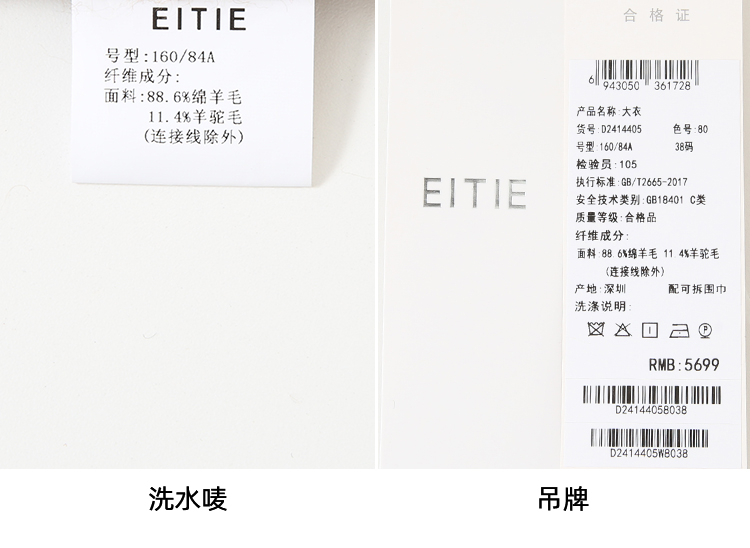 EITIE
号型:160/84A
纤维成分:
面料:88.6%绵羊毛
11.4%羊驼毛
(连接线除外)
EITIE
合格证
6 943050 361728
产品名称:大衣
货号:D2414405 色号:80
号型:160/84A 38码
检验员:105
执行标准:GB/T2665-2017
安全技术类别:GB18401 C类
质量等级:合格品
纤维成分:
面料:88.6%绵羊毛 11.4%羊驼毛
(连接线除外)
产地:深圳 配可拆围巾
洗涤说明:
P
RMB:5699
D24144058038
D2414405W8038
洗水唛
吊牌